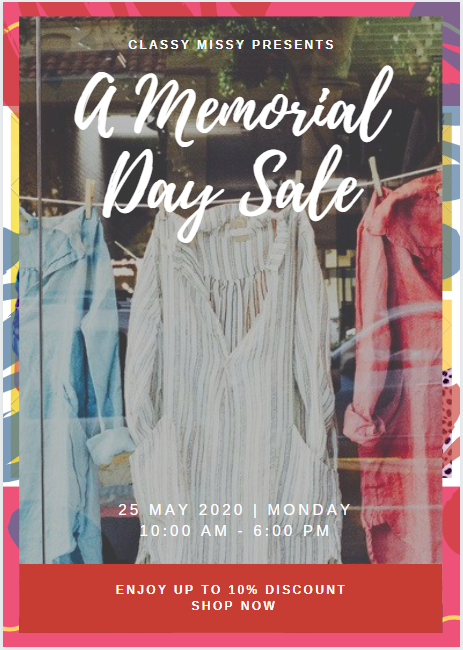 CLASSY MISSY PRESENTS
A Memorial
Day Sale
25 MAY 2020 | MONDAY
10:00 AM - 6:00 PM
ENJOY UP TO 10% DISCOUNT
SHOP NOW